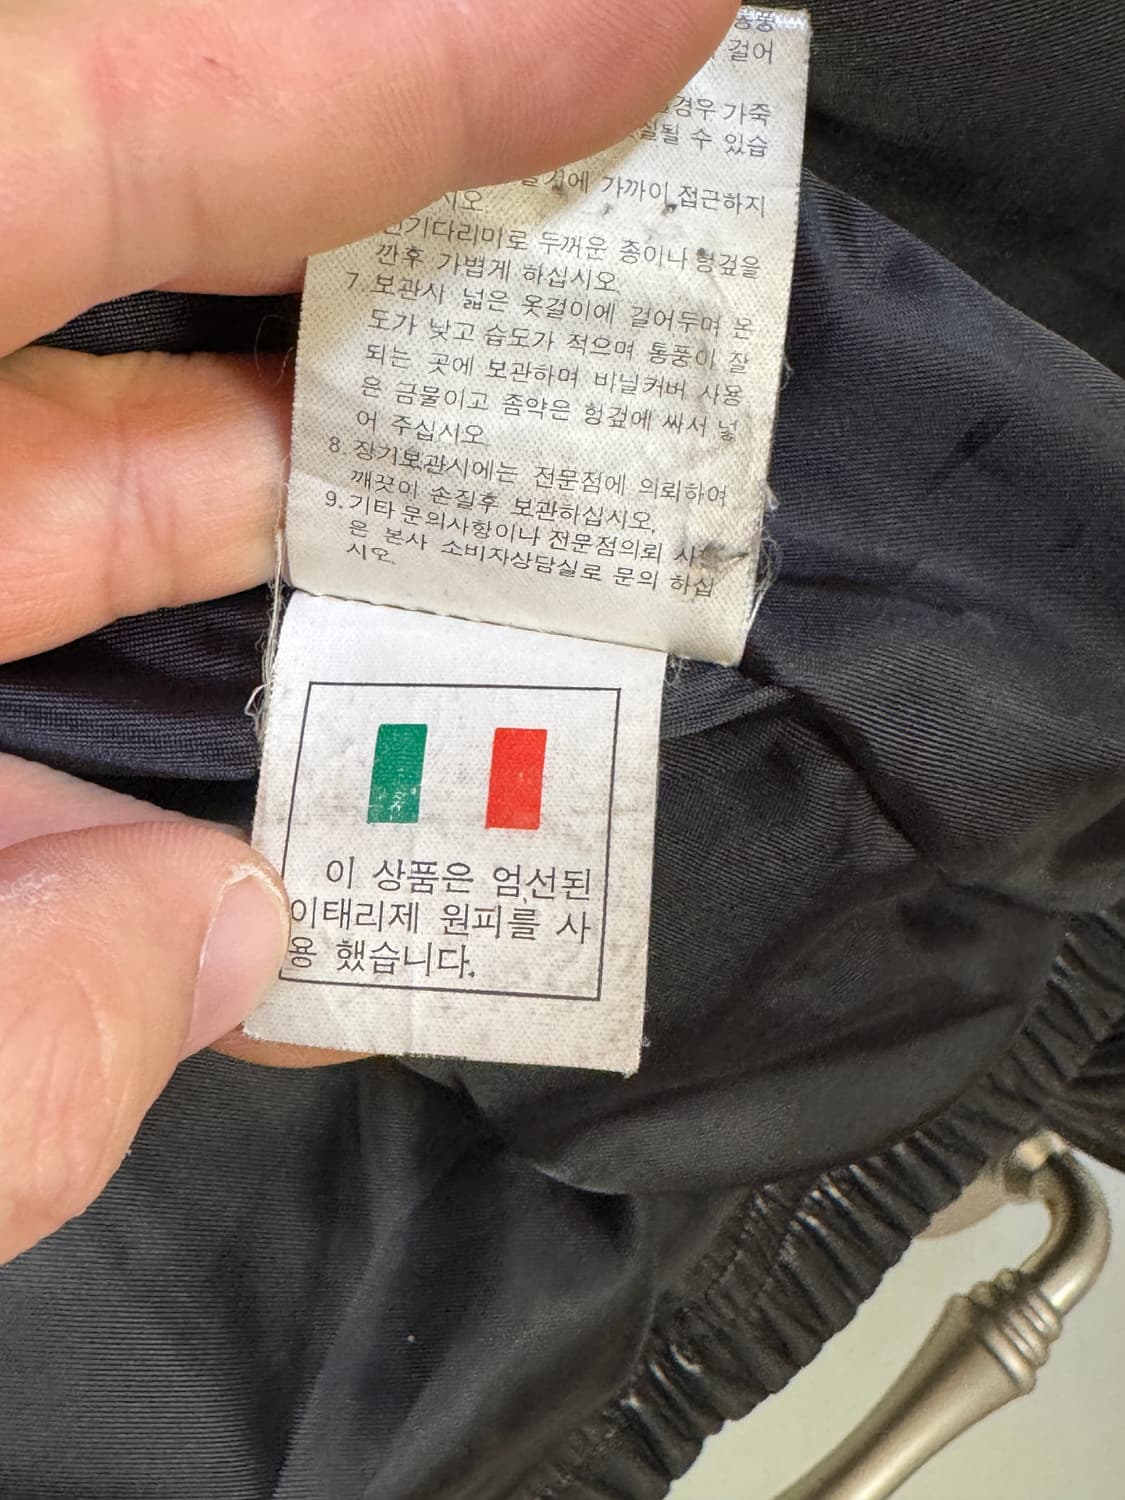 통풍
걸어
경우 가죽
실될 수 있습
가까이 접근하지
시오.
전기다리미로 두꺼운 종이나 헝겊을
깐후 가볍게 하십시오.
7. 보관시 넓은 옷걸이에 걸어두며 온
도가 낮고 습도가 적으며 통풍이 잘
되는 곳에 보관하며 비닐커버 사용
은 금물이고 좀약은 헝겊에 싸서 넣
어 주십시오.
8. 장기보관시에는 전문점에 의뢰하여
깨끗이 손질후 보관하십시오.
9. 기타 문의사항이나 전문점의뢰
은 본사 소비자상담실로 문의 하십
시오.
이 상품은 엄선된
이태리제 원피를 사
용 했습니다.